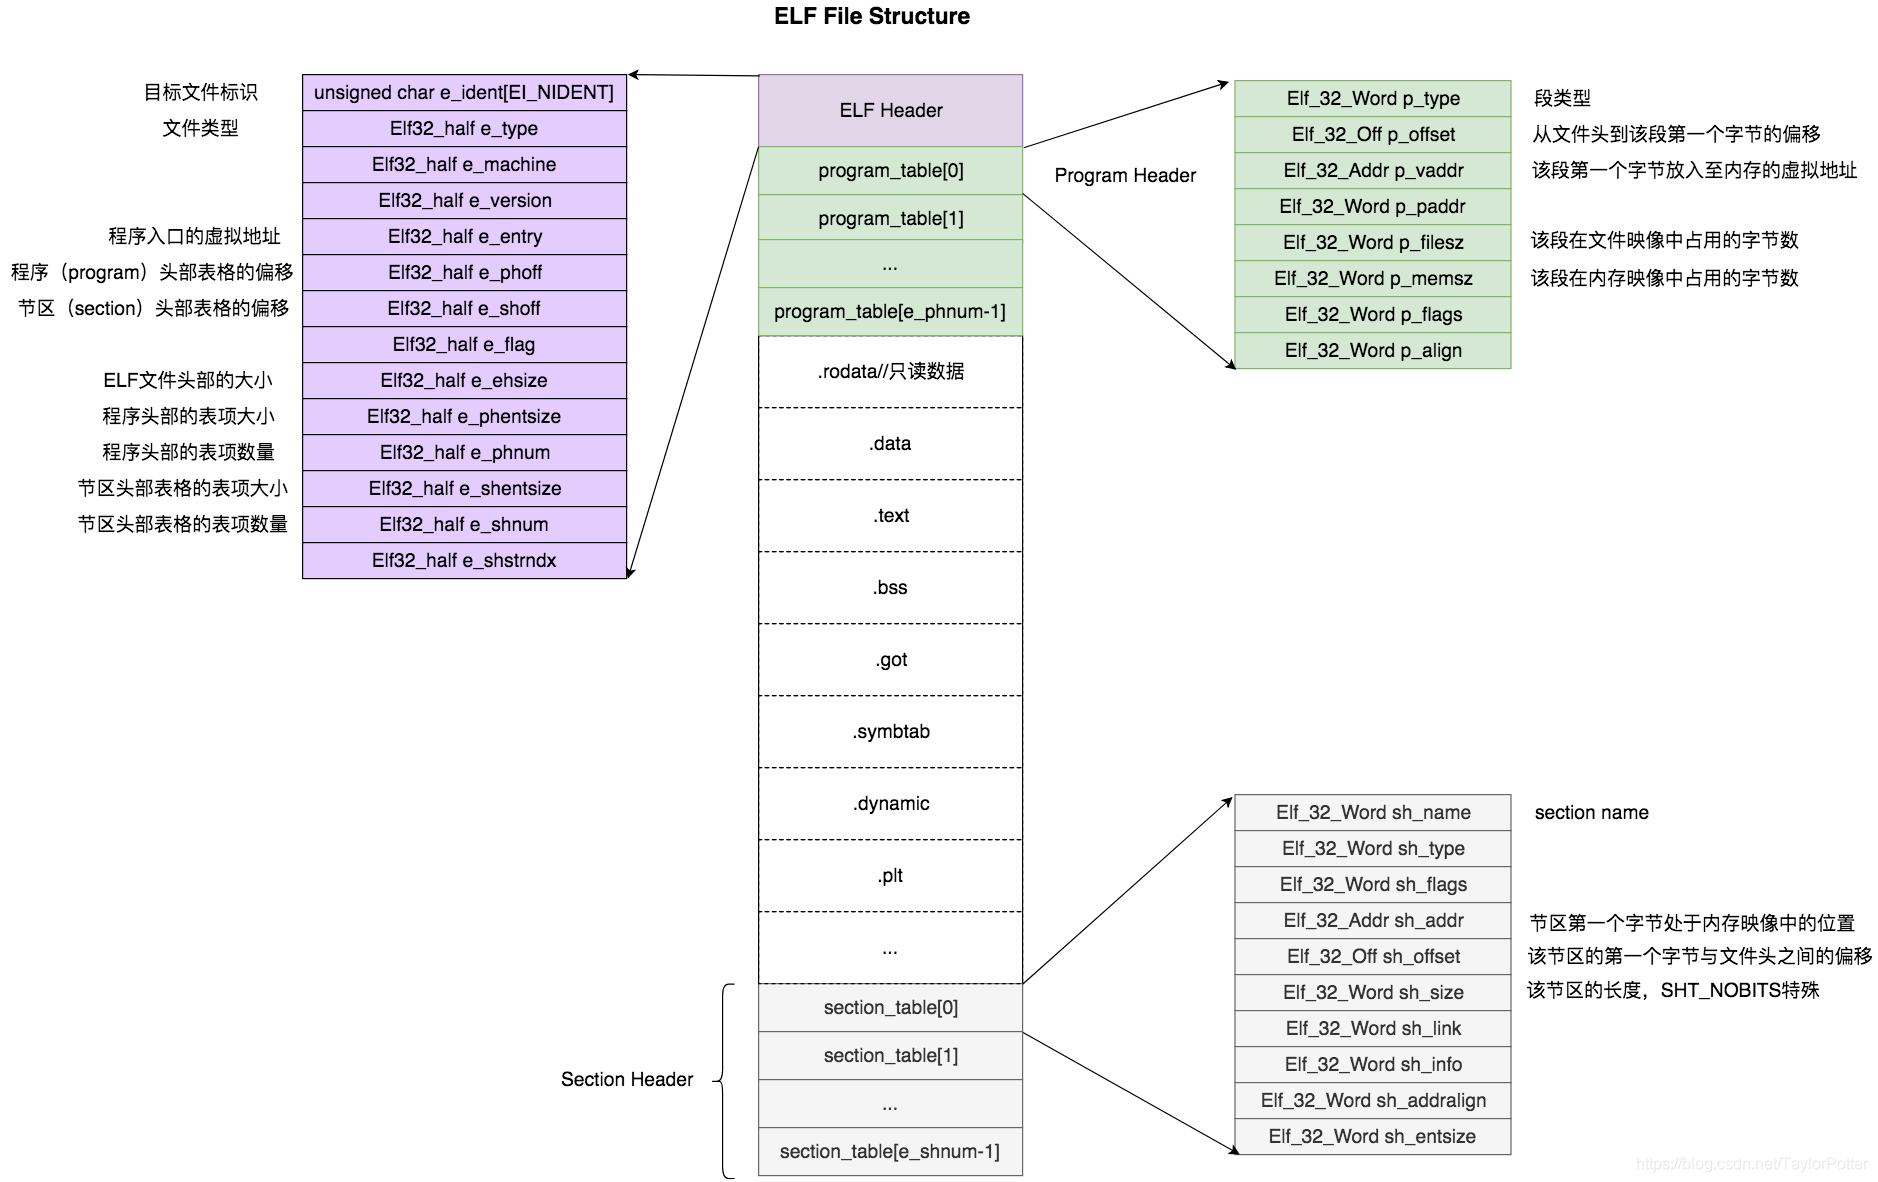 ELF File Structure
目标文件标识
文件类型
程序入口的虚拟地址
程序（program）头部表格的偏移
节区（section）头部表格的偏移
ELF文件头部的大小
程序头部的表项大小
程序头部的表项数量
节区头部表格的表项大小
节区头部表格的表项数量
unsigned char e_ident[EI_NIDENT]
Elf32_half e_type
Elf32_half e_machine
Elf32_half e_version
Elf32_half e_entry
Elf32_half e_phoff
Elf32_half e_shoff
Elf32_half e_flag
Elf32_half e_ehsize
Elf32_half e_phentsize
Elf32_half e_phnum
Elf32_half e_shentsize
Elf32_half e_shnum
Elf32_half e_shstrndx
ELF Header
program_table[0]
program_table[1]
...
program_table[e_phnum-1]
.rodata//只读数据
.data
.text
.bss
.got
.symbtab
.dynamic
.plt
...
section_table[0]
section_table[1]
...
section_table[e_shnum-1]
Section Header
Program Header
Elf_32_Word p_type
Elf_32_Off p_offset
Elf_32_Addr p_vaddr
Elf_32_Word p_paddr
Elf_32_Word p_filesz
Elf_32_Word p_memsz
Elf_32_Word p_flags
Elf_32_Word p_align
段类型
从文件头到该段第一个字节的偏移
该段第一个字节放入至内存的虚拟地址
该段在文件映像中占用的字节数
该段在内存映像中占用的字节数
Elf_32_Word sh_name
Elf_32_Word sh_type
Elf_32_Word sh_flags
Elf_32_Addr sh_addr
Elf_32_Off sh_offset
Elf_32_Word sh_size
Elf_32_Word sh_link
Elf_32_Word sh_info
Elf_32_Word sh_addralign
Elf_32_Word sh_entsize
section name
节区第一个字节处于内存映像中的位置
该节区的第一个字节与文件头之间的偏移
该节区的长度，SHT_NOBITS特殊
https://blog.csdn.net/TaylorPotter